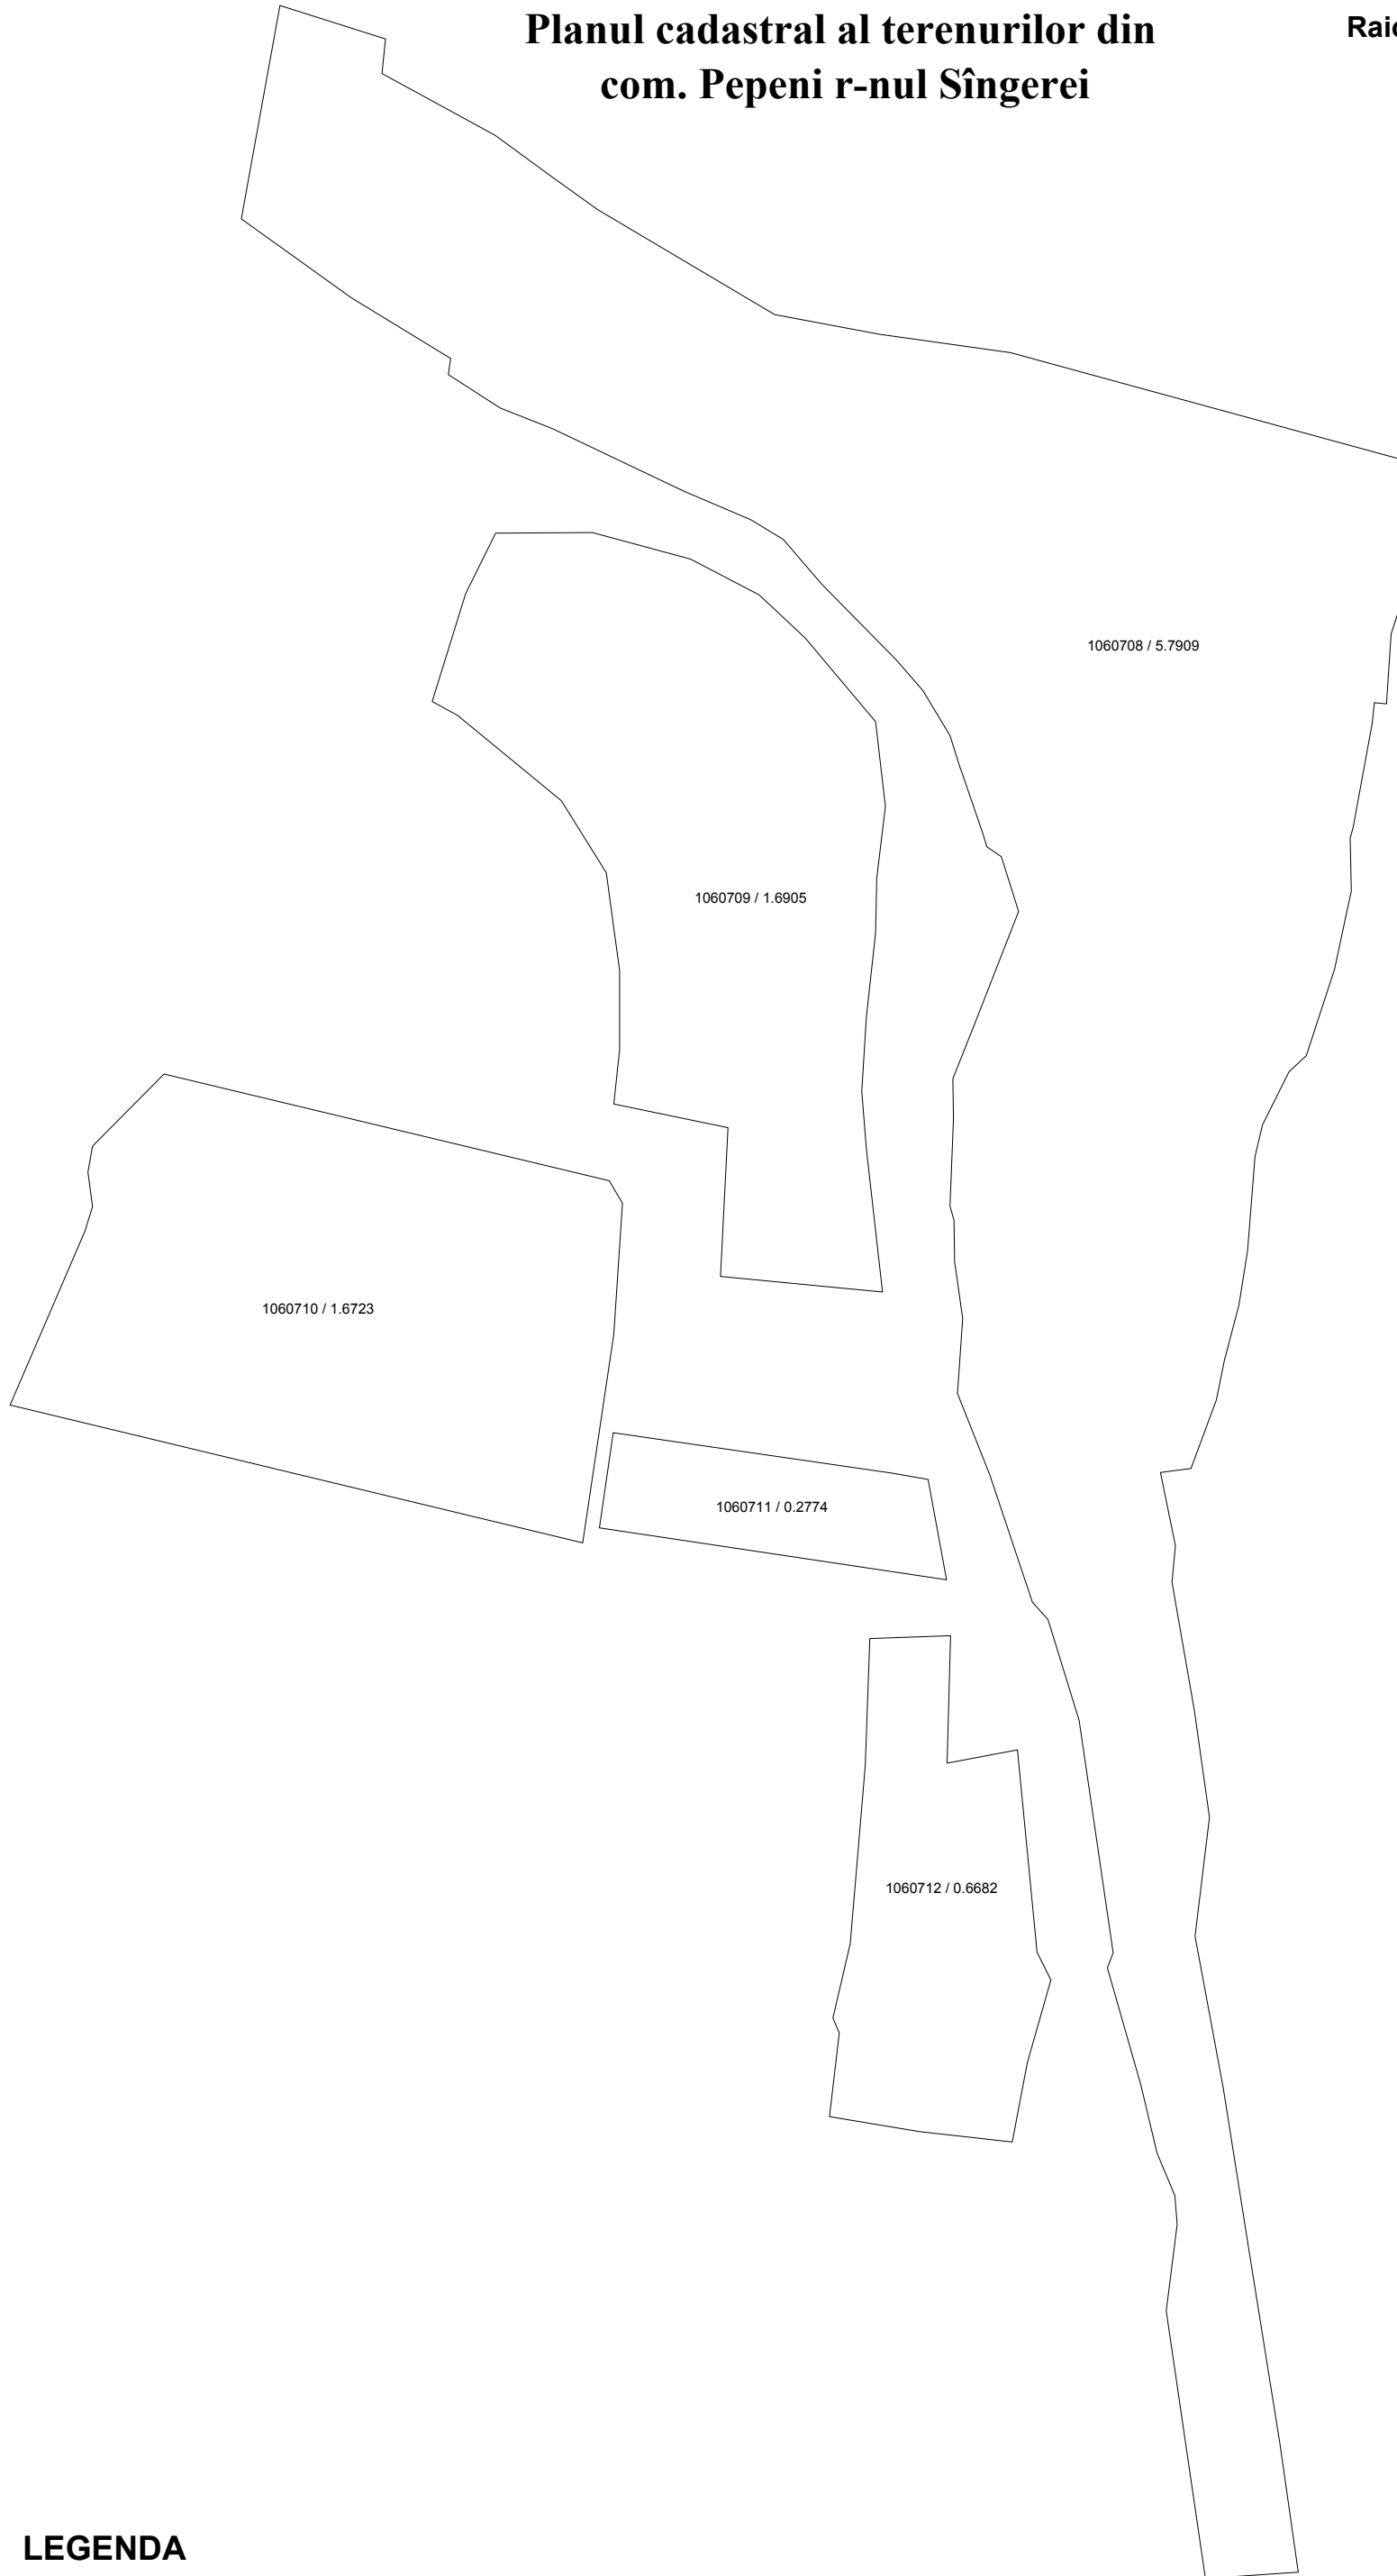 Planul cadastral al terenurilor din
com. Pepeni r-nul Sîngerei
1060708 / 5.7909
1060709 / 1.6905
1060710 / 1.6723
1060711 / 0.2774
1060712 / 0.6682
LEGENDA